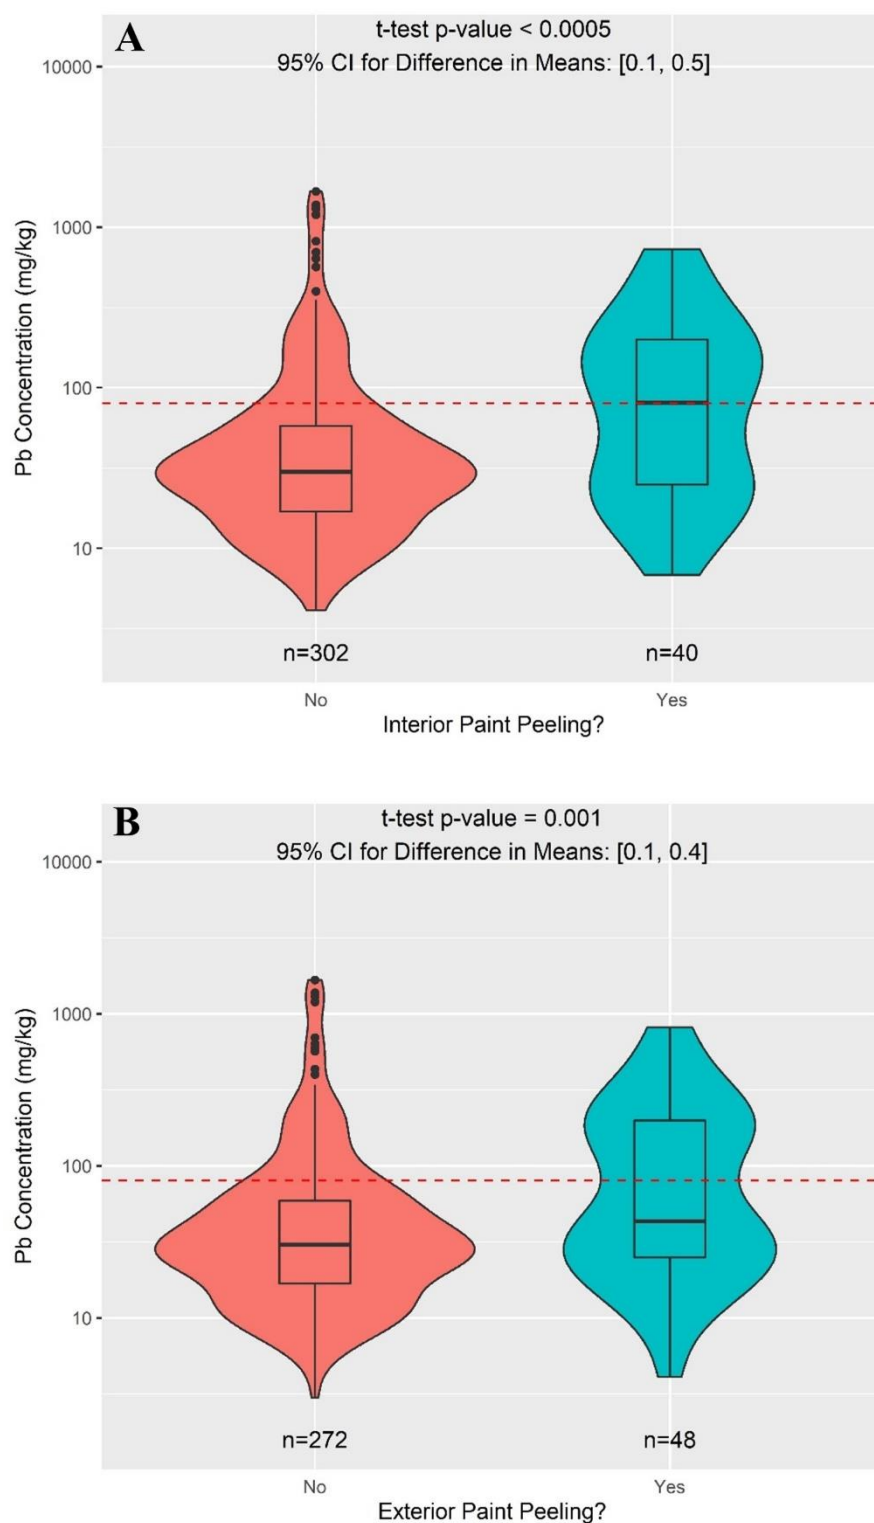 A
t-test p-value < 0.0005
95% CI for Difference in Means: [0.1, 0.5]
10000
1000
100
10
Pb Concentration (mg/kg)
n=302
n=40
No
Yes
Interior Paint Peeling?
B
t-test p-value = 0.001
95% CI for Difference in Means: [0.1, 0.4]
10000
1000
100
10
Pb Concentration (mg/kg)
n=272
n=48
No
Yes
Exterior Paint Peeling?